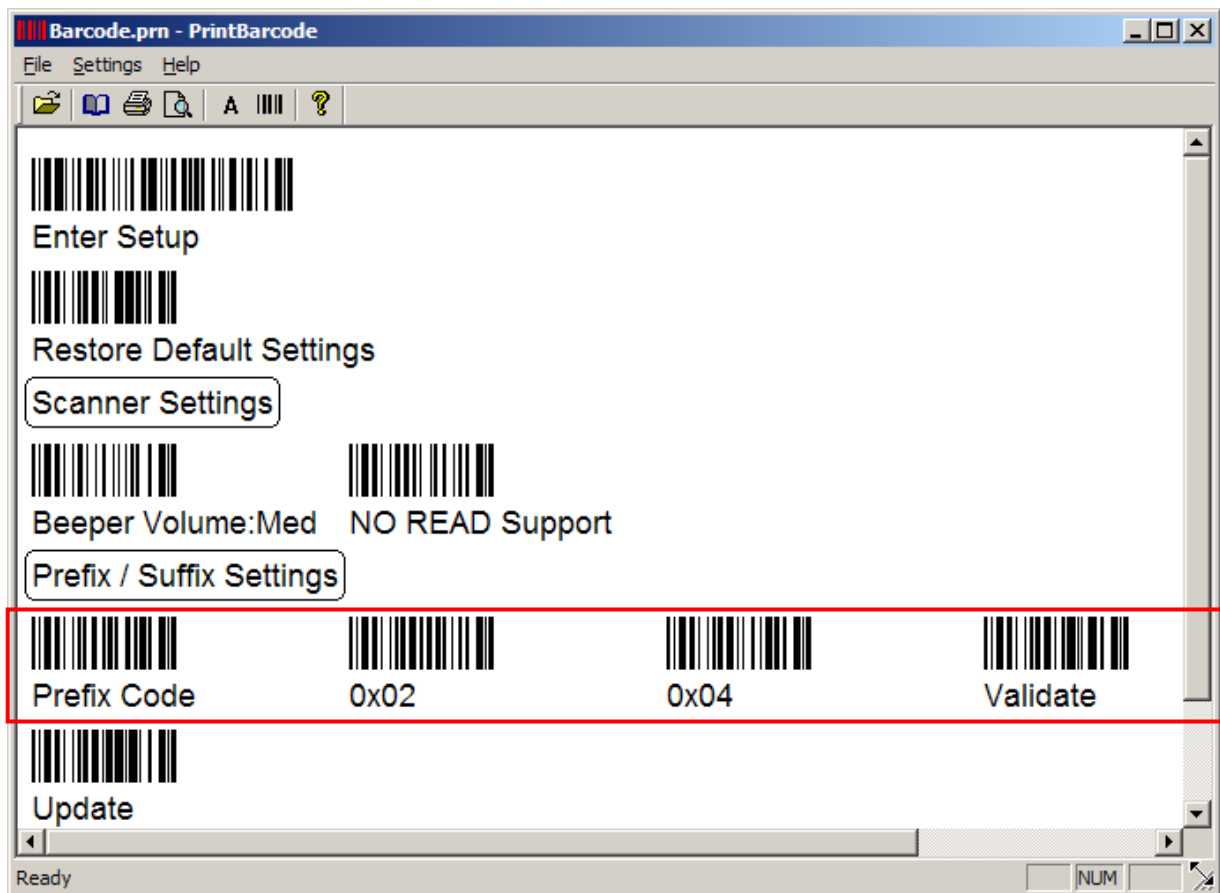 Barcode.prn - PrintBarcode
File Settings Help
A ?
Enter Setup
Restore Default Settings
Scanner Settings
Beeper Volume:Med NO READ Support
Prefix / Suffix Settings
Prefix Code 0x02 0x04 Validate
Update
Ready NUM